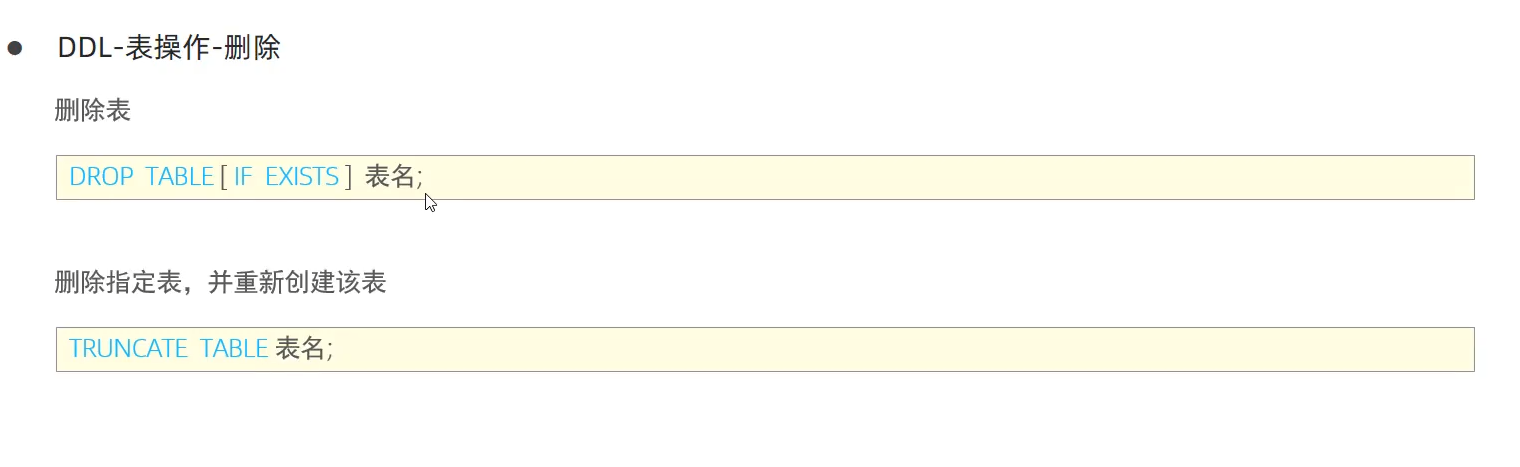 ● DDL-表操作-删除
删除表
DROP TABLE [ IF EXISTS ] 表名;
删除指定表，并重新创建该表
TRUNCATE TABLE 表名;